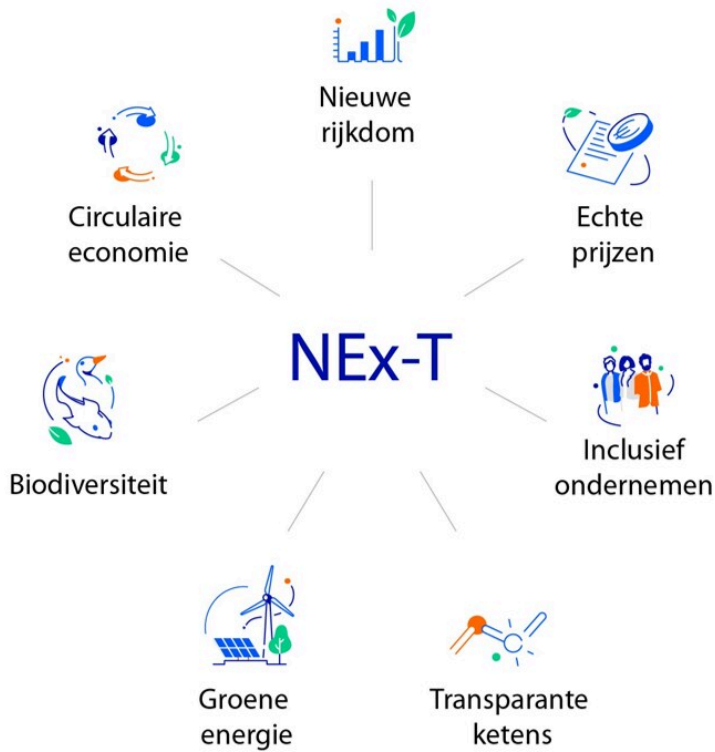 Nieuwe
rijkdom
Circulaire
economie
Echte
prijzen
NEx-T
Biodiversiteit
Inclusief
ondernemen
Groene
energie
Transparante
ketens